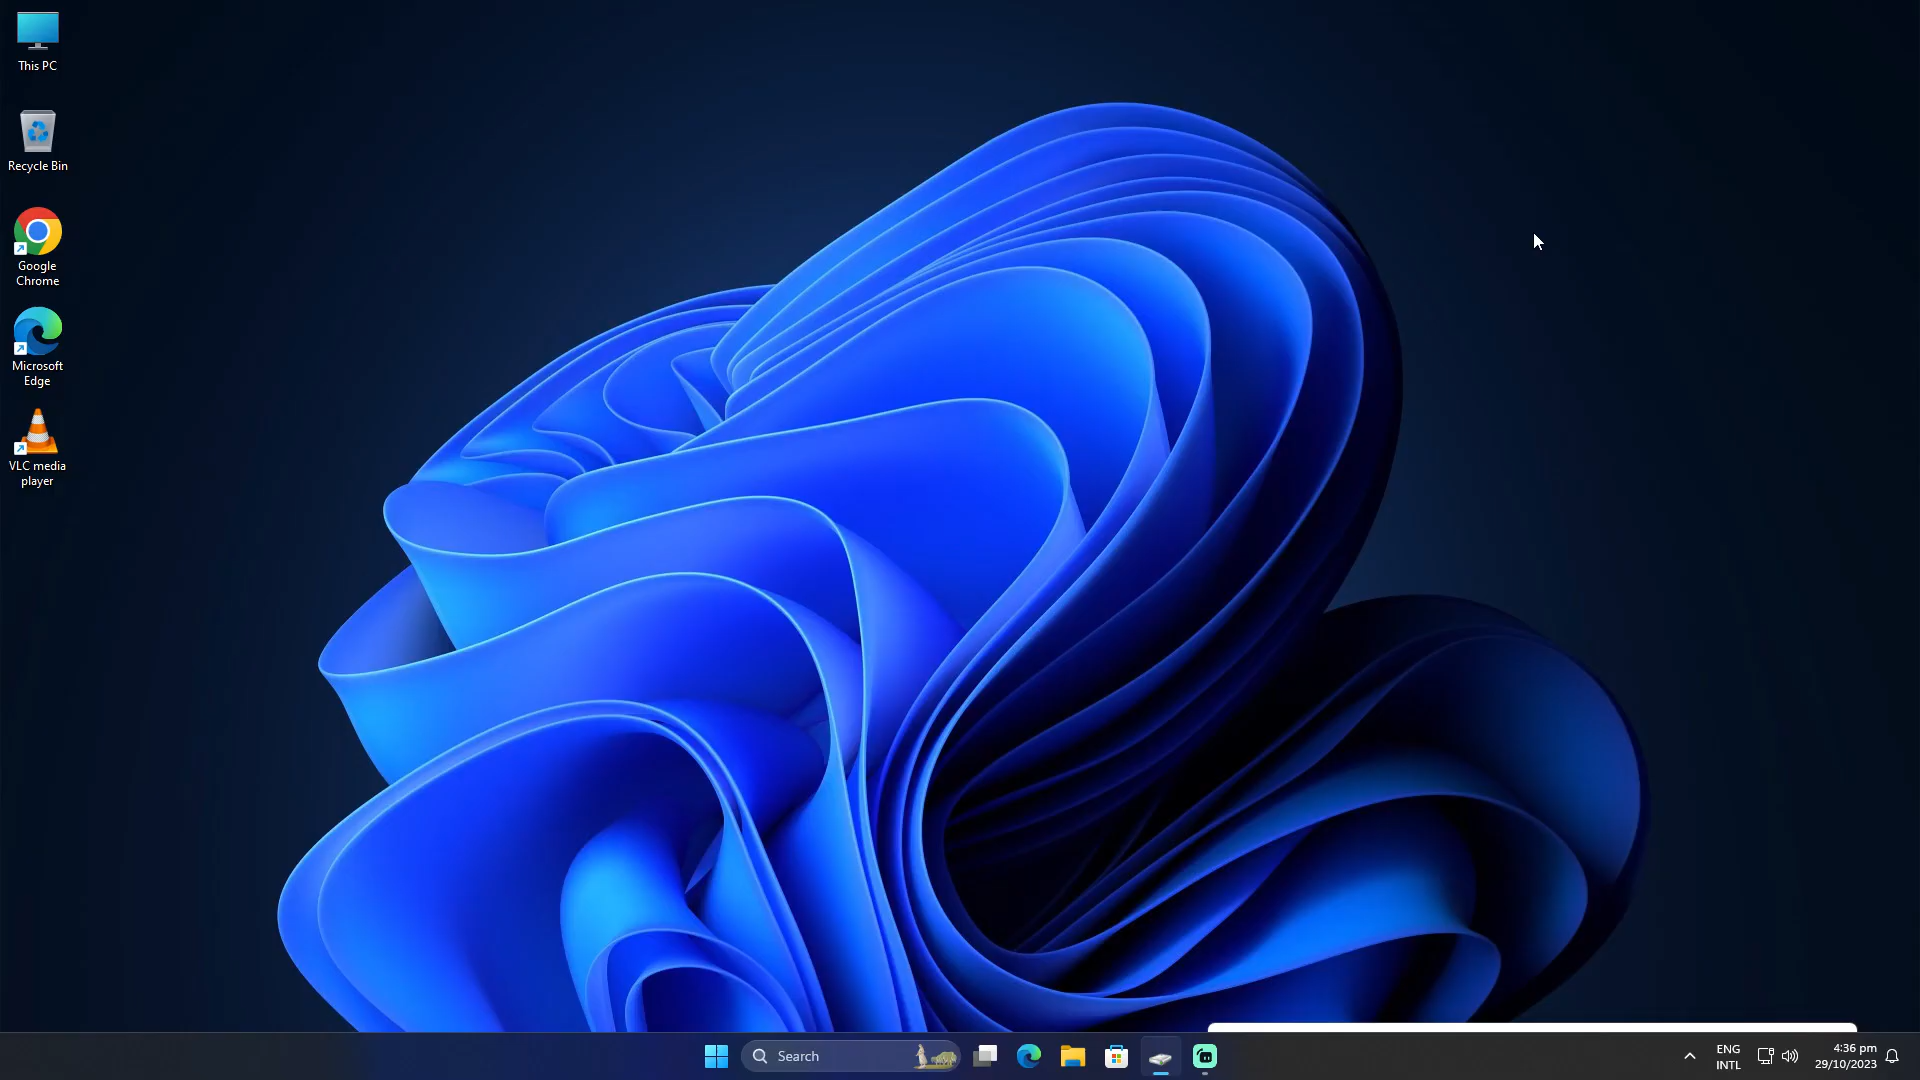 This PC
Recycle Bin
Google
Chrome
Microsoft
Edge
VLC media
player
Search
ENG
INTL
4:36 pm
29/10/2023